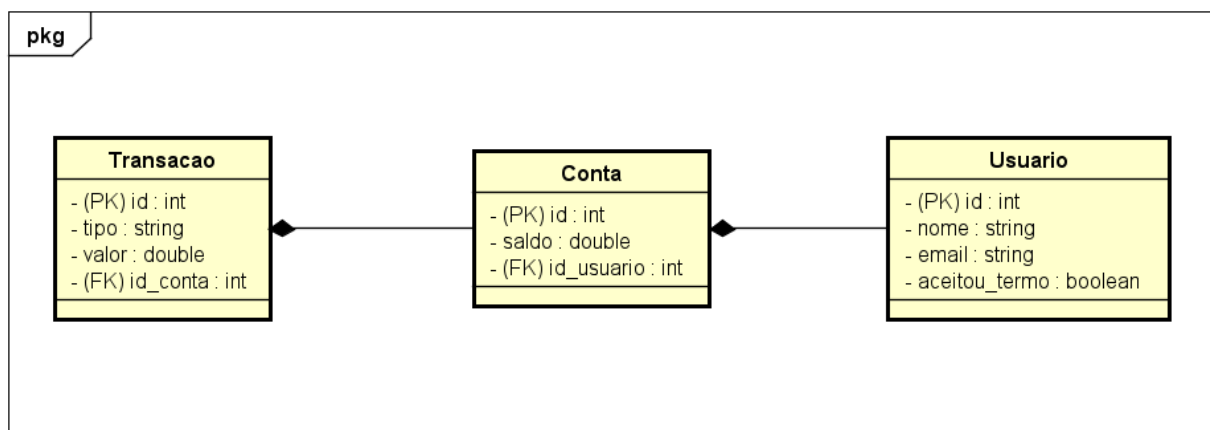 pkg
Transacao
- (PK) id : int
- tipo : string
- valor : double
- (FK) id_conta : int
Conta
- (PK) id : int
- saldo : double
- (FK) id_usuario : int
Usuario
- (PK) id : int
- nome : string
- email : string
- aceitou_termo : boolean